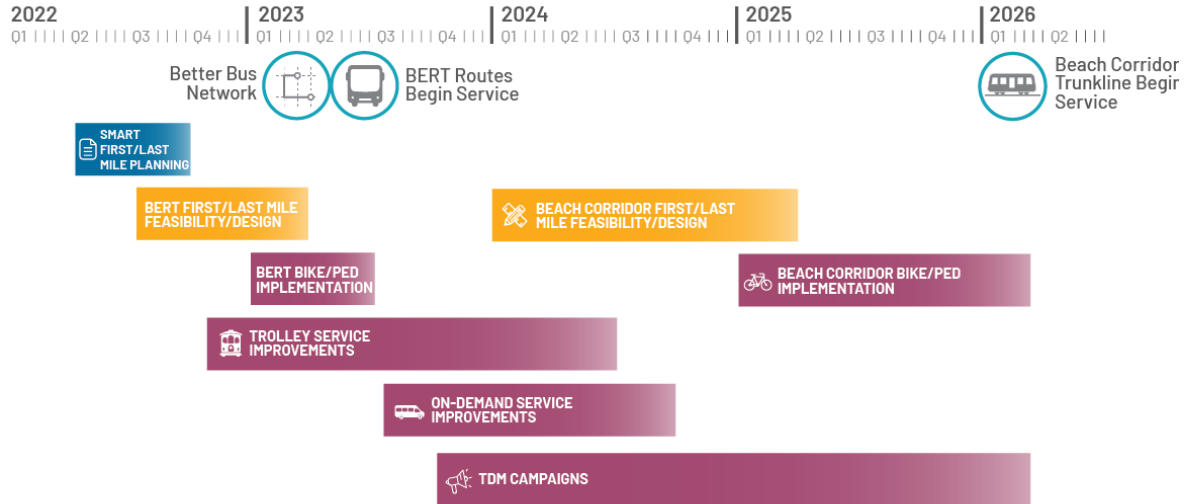 2022 2023 2024 2025 2026
Q1 Q2 Q3 Q4 Q1 Q2 Q3 Q4 Q1 Q2 Q3 Q4 Q1 Q2 Q3 Q4 Q1 Q2
Better Bus
Network
BERT Routes
Begin Service
Beach Corridor
Trunkline Begin
Service
SMART
FIRST/LAST
MILE PLANNING
BERT FIRST/LAST MILE
FEASIBILITY/DESIGN
BEACH CORRIDOR FIRST/LAST
MILE FEASIBILITY/DESIGN
BERT BIKE/PED
IMPLEMENTATION
BEACH CORRIDOR BIKE/PED
IMPLEMENTATION
TROLLEY SERVICE
IMPROVEMENTS
ON-DEMAND SERVICE
IMPROVEMENTS
TDM CAMPAIGNS